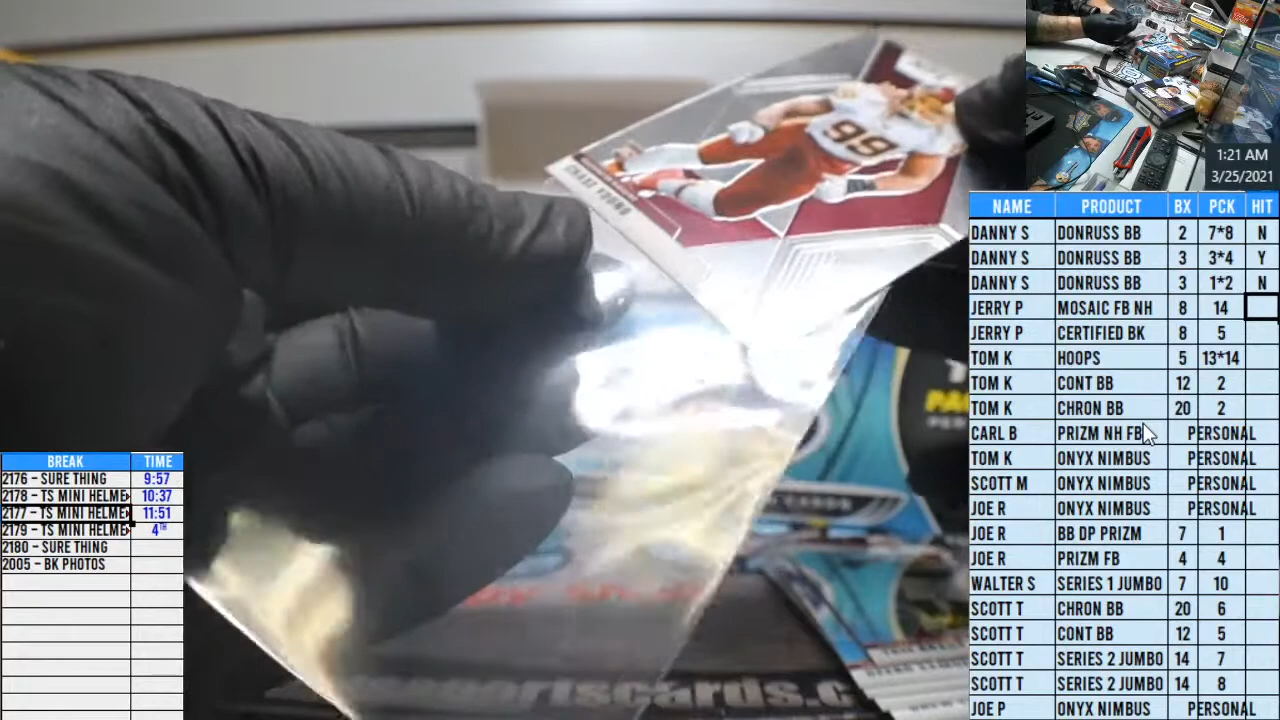 1:21 AM
3/25/2021
99
CHASE YOUNG
NAME PRODUCT BX PCK HIT
DANNY S DONRUSS BB 2 7*8 N
DANNY S DONRUSS BB 3 3*4 Y
DANNY S DONRUSS BB 3 1*2 N
JERRY P MOSAIC FB NH 8 14
JERRY P CERTIFIED BK 8 5
TOM K HOOPS 5 13*14
TOM K CONT BB 12 2
TOM K CHRON BB 20 2
CARL B PRIZM NH FB PERSONAL
TOM K ONYX NIMBUS PERSONAL
SCOTT M ONYX NIMBUS PERSONAL
JOE R ONYX NIMBUS PERSONAL
JOE R BB DP PRIZM 7 1
JOE R PRIZM FB 4 4
WALTER S SERIES 1 JUMBO 7 10
SCOTT T CHRON BB 20 6
SCOTT T CONT BB 12 5
SCOTT T SERIES 2 JUMBO 14 7
SCOTT T SERIES 2 JUMBO 14 8
JOE P ONYX NIMBUS PERSONAL
BREAK TIME
2176 – SURE THING 9:57
2178 – TS MINI HELME 10:37
2177 – TS MINI HELME 11:51
2179 – TS MINI HELME 4TH
2180 – SURE THING
2005 – BK PHOTOS